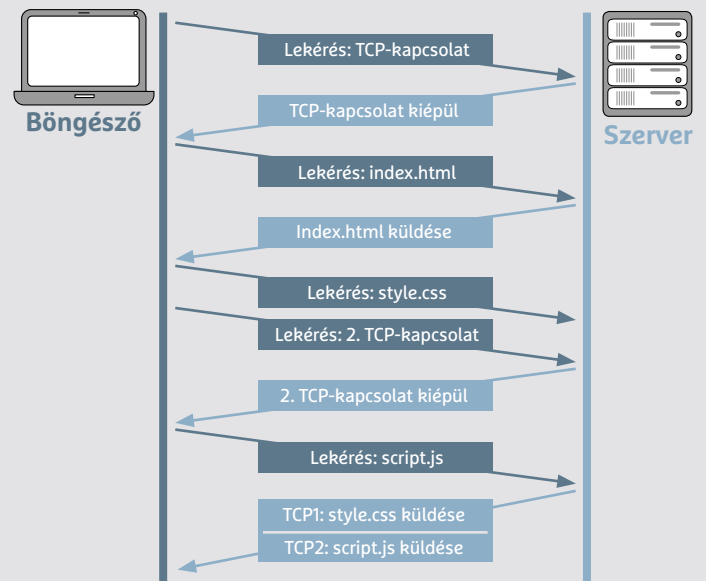 Böngésző
Szerver
Lekérés: TCP-kapcsolat
TCP-kapcsolat kiépül
Lekérés: index.html
Index.html küldése
Lekérés: style.css
Lekérés: 2. TCP-kapcsolat
2. TCP-kapcsolat kiépül
Lekérés: script.js
TCP1: style.css küldése
TCP2: script.js küldése